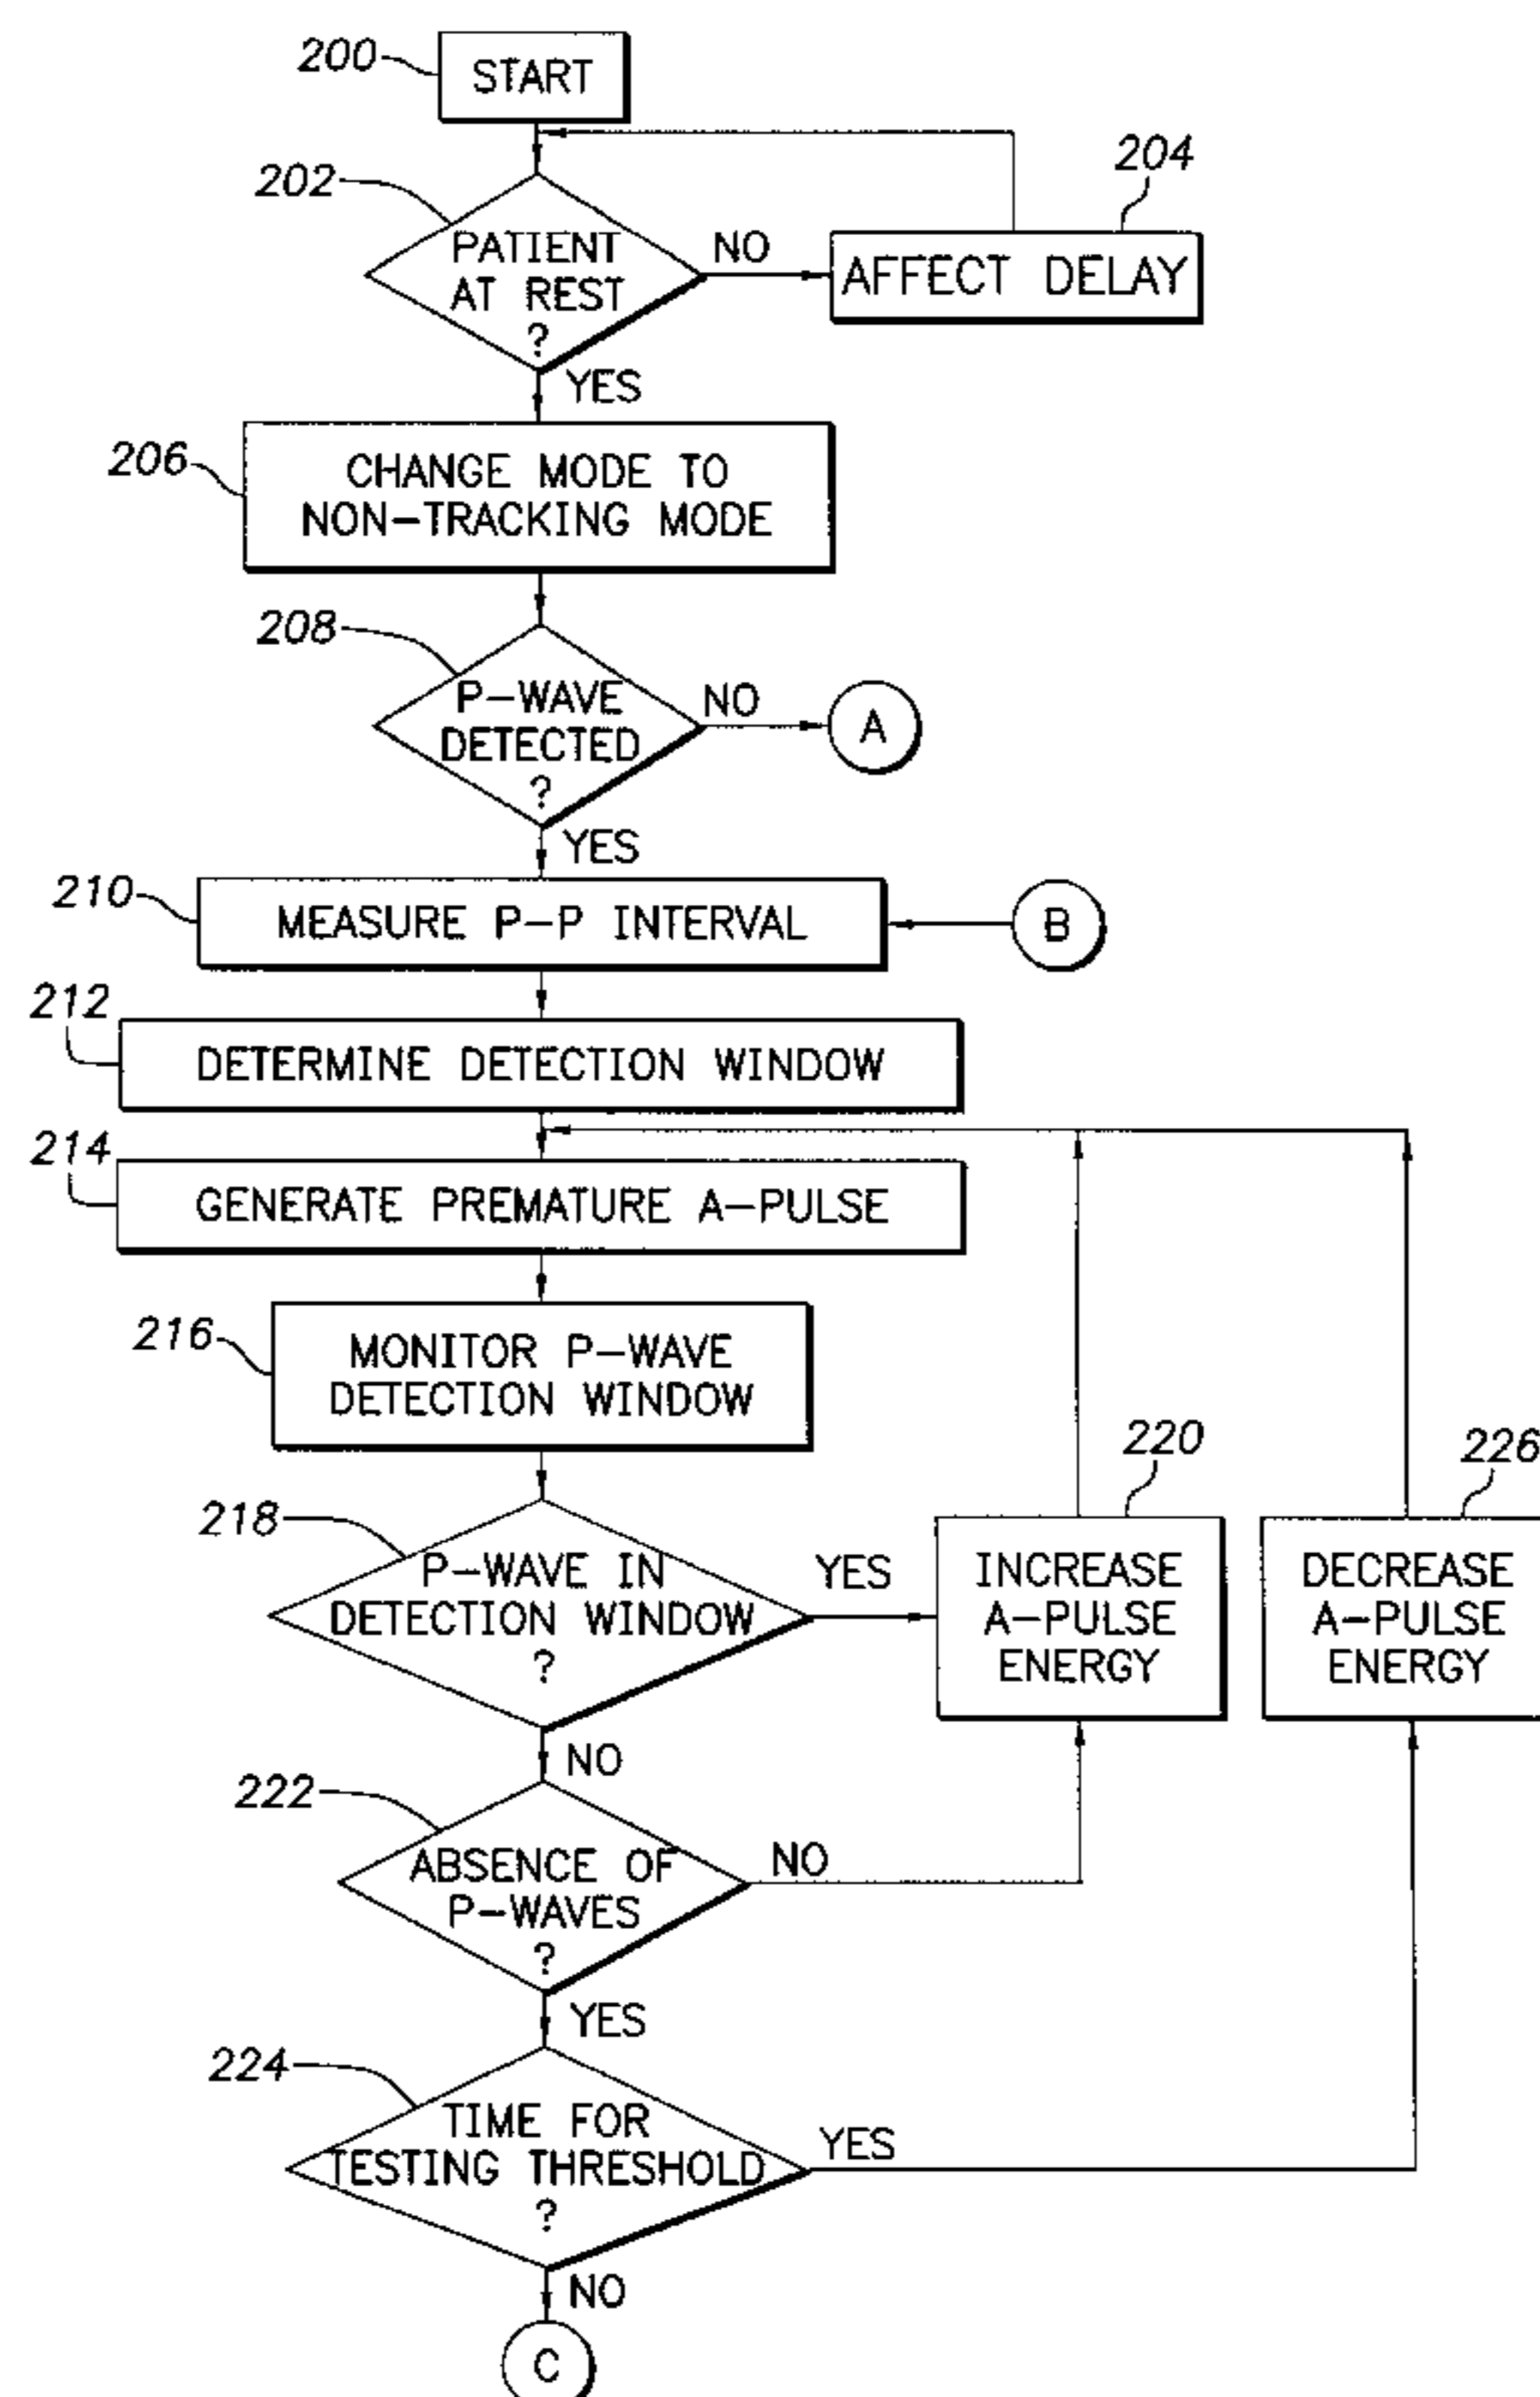 200
START
204
202
PATIENT
AT REST
?
NO
AFFECT DELAY
YES
206
CHANGE MODE TO
NON-TRACKING MODE
208
P-WAVE
DETECTED
?
NO
A
YES
210
MEASURE P-P INTERVAL
B
212
DETERMINE DETECTION WINDOW
214
GENERATE PREMATURE A-PULSE
216
MONITOR P-WAVE
DETECTION WINDOW
220
226
218
P-WAVE IN
DETECTION WINDOW
?
YES
INCREASE
A-PULSE
ENERGY
DECREASE
A-PULSE
ENERGY
NO
222
ABSENCE OF
P-WAVES
?
NO
YES
224
TIME FOR
TESTING THRESHOLD
?
YES
NO
C